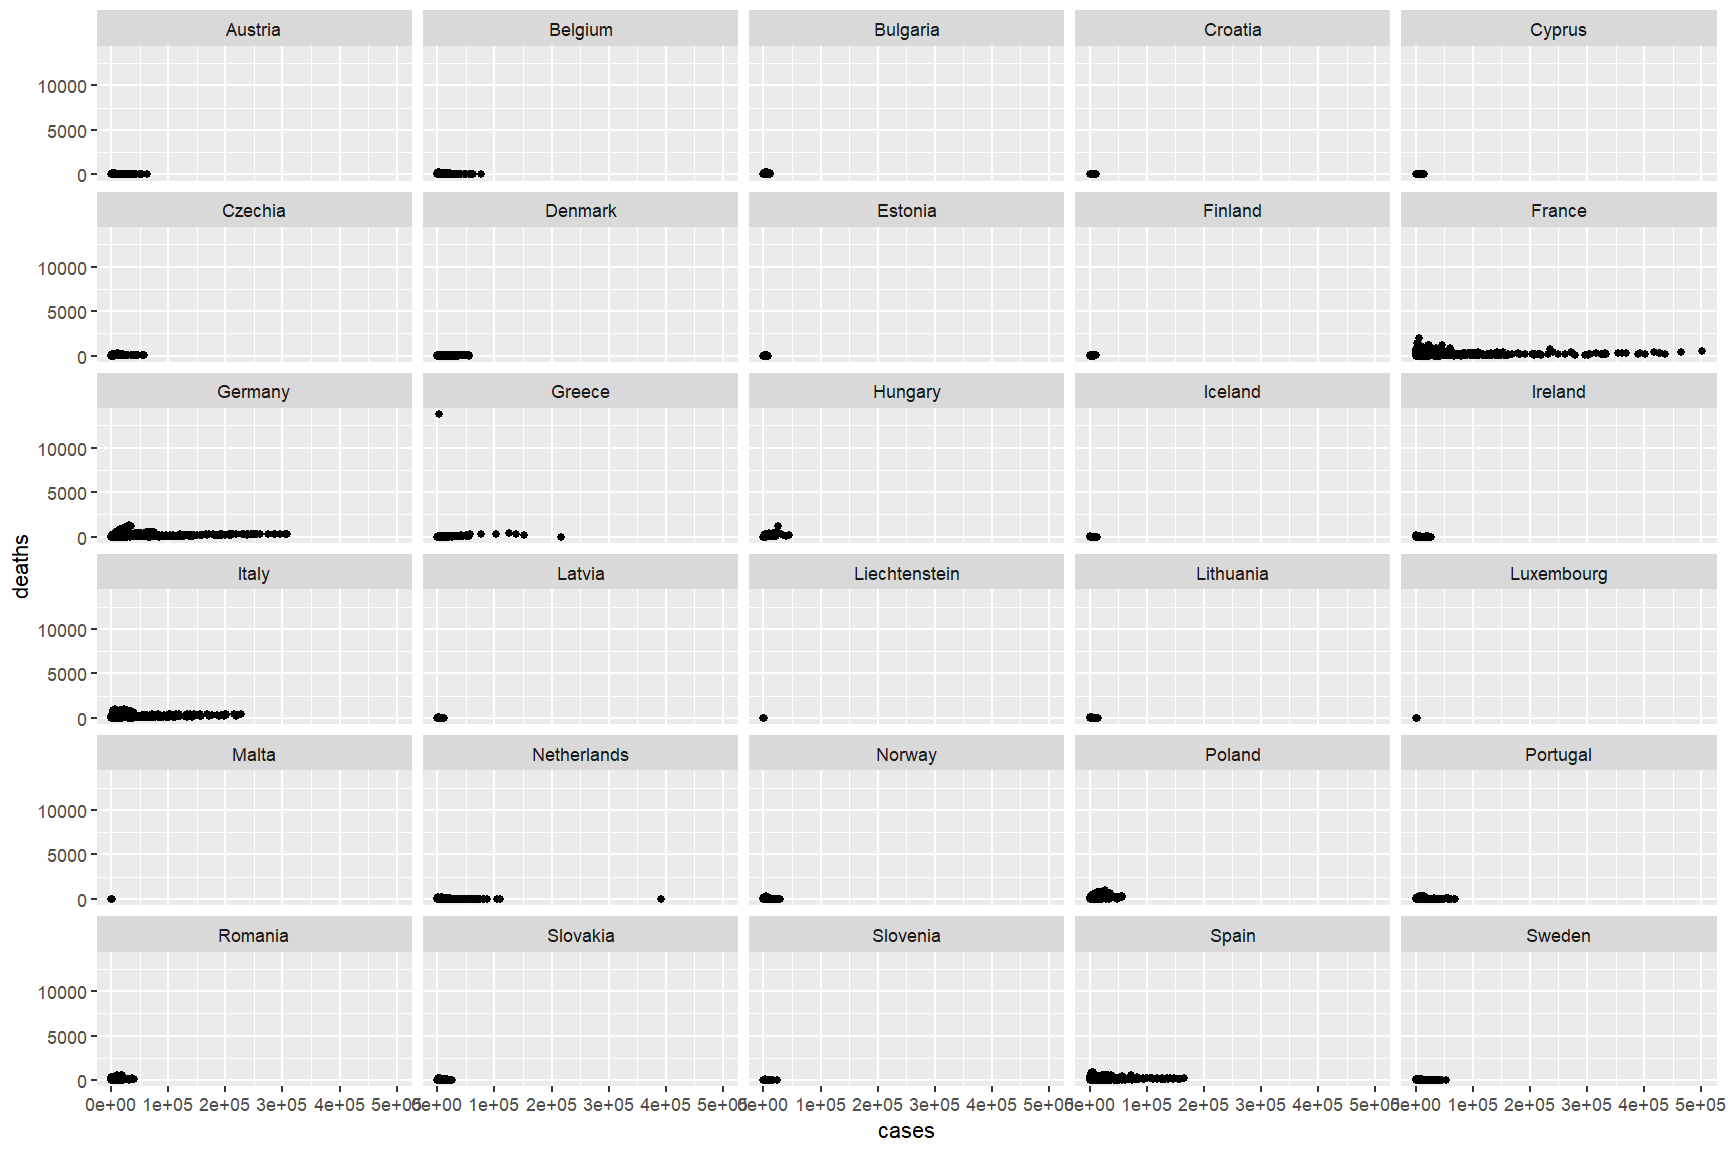 Austria Belgium Bulgaria Croatia Cyprus
10000
5000
0
Czechia Denmark Estonia Finland France
10000
5000
0
Germany Greece Hungary Iceland Ireland
10000
5000
0
deaths
Italy Latvia Liechtenstein Lithuania Luxembourg
10000
5000
0
Malta Netherlands Norway Poland Portugal
10000
5000
0
Romania Slovakia Slovenia Spain Sweden
10000
5000
0
0e+00 1e+05 2e+05 3e+05 4e+05 5e+05 0e+00 1e+05 2e+05 3e+05 4e+05 5e+05 0e+00 1e+05 2e+05 3e+05 4e+05 5e+05 0e+00 1e+05 2e+05 3e+05 4e+05 5e+05 0e+00 1e+05 2e+05 3e+05 4e+05 5e+05
cases